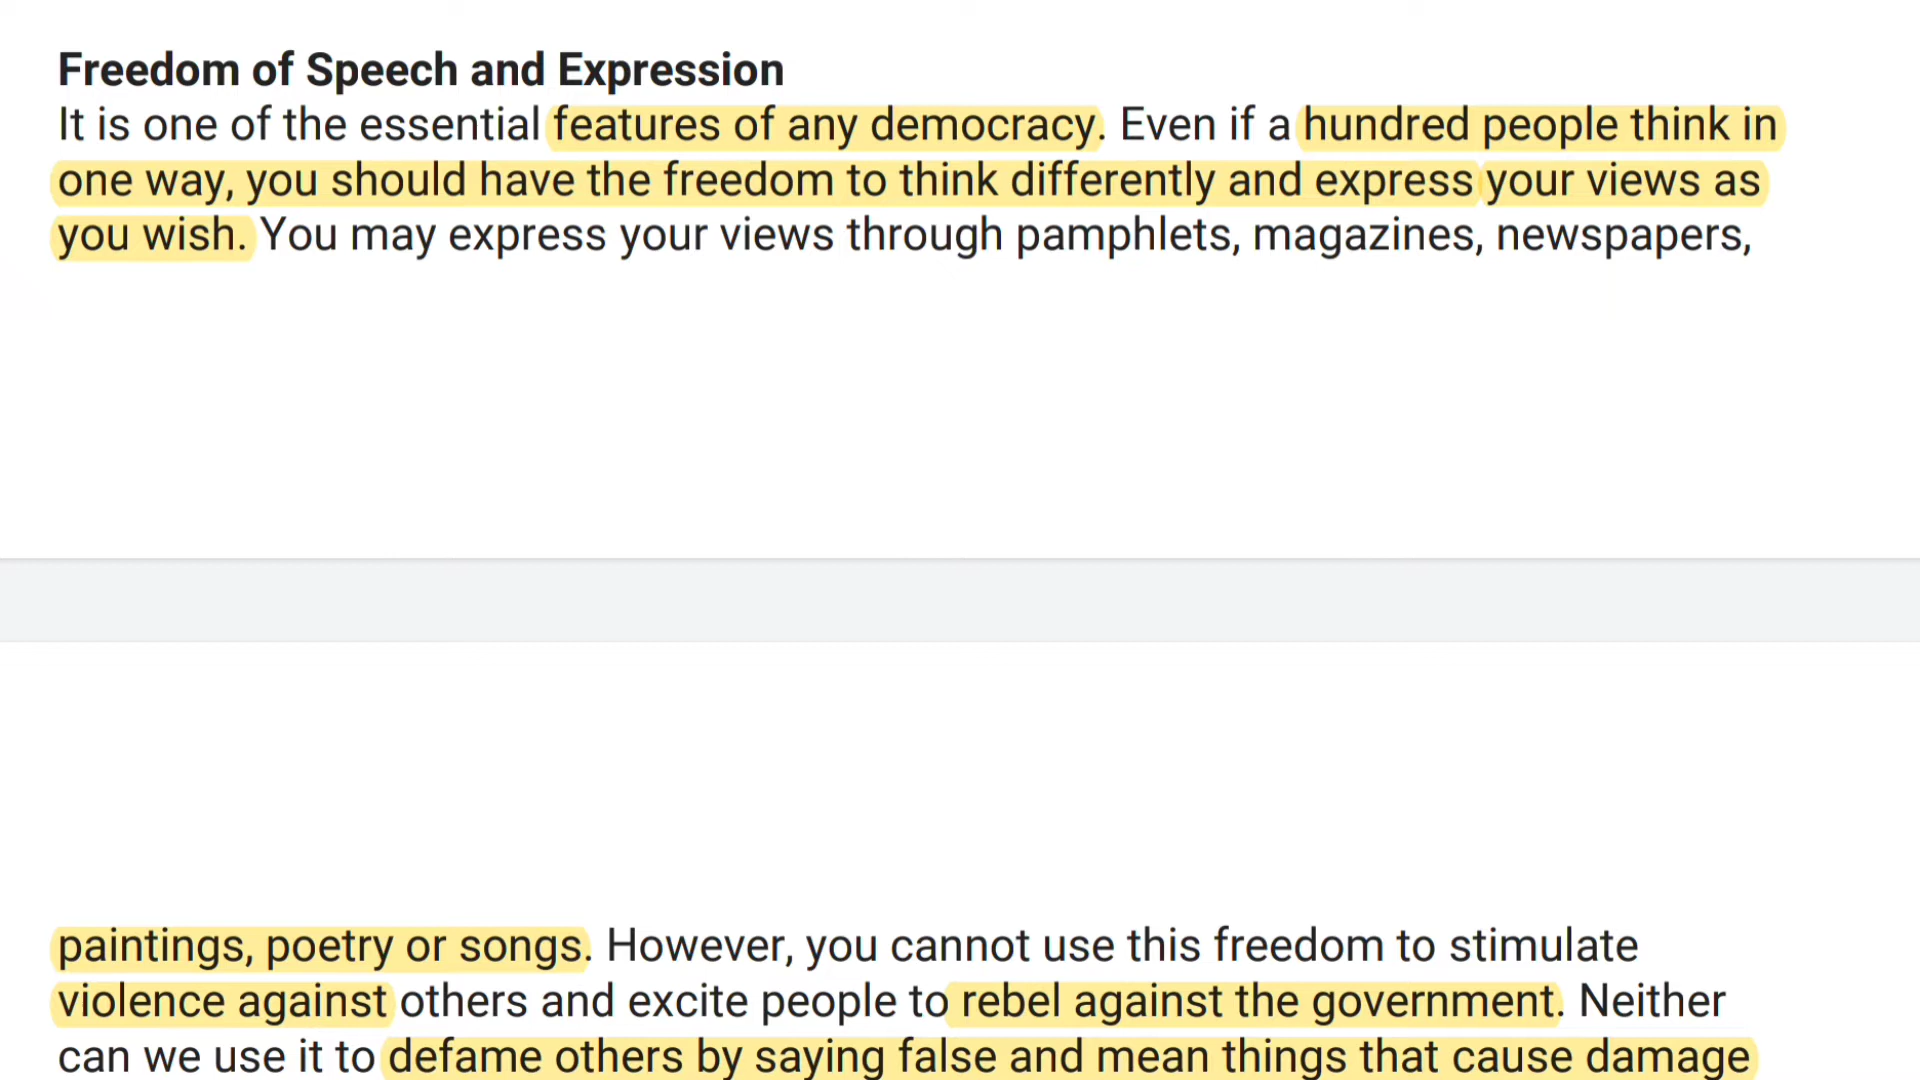 Freedom of Speech and Expression
It is one of the essential features of any democracy. Even if a hundred people think in
one way, you should have the freedom to think differently and express your views as
you wish. You may express your views through pamphlets, magazines, newspapers,
paintings, poetry or songs. However, you cannot use this freedom to stimulate
violence against others and excite people to rebel against the government. Neither
can we use it to defame others by saying false and mean things that cause damage